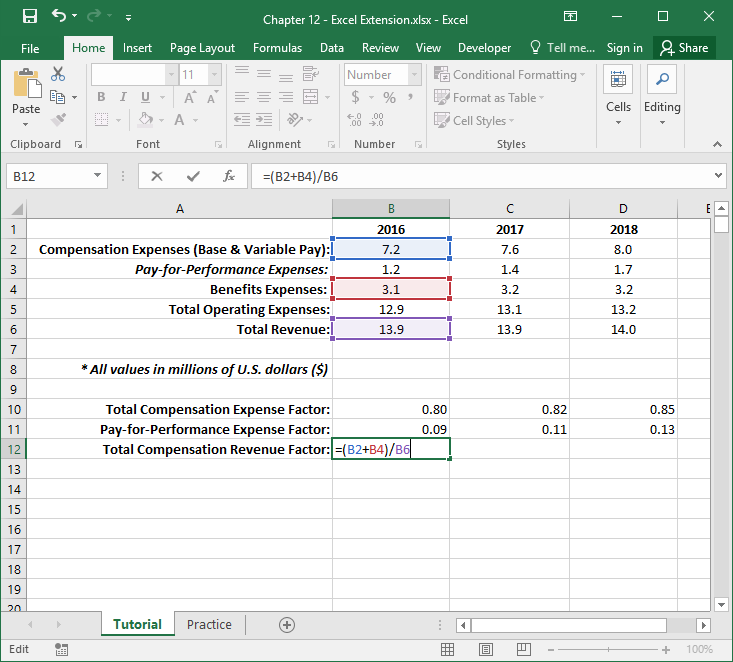 Chapter 12 - Excel Extension.xlsx - Excel
File Home Insert Page Layout Formulas Data Review View Developer Tell me... Sign in Share
Paste
Clipboard
11
B I U A A
A
Font
Alignment
Number
$ % ,
.0 .00
.00 .0
Number
Conditional Formatting
Format as Table
Cell Styles
Styles
Cells
Editing
B12 fx =(B2+B4)/B6
A B C D E
1 2016 2017 2018
2 Compensation Expenses (Base & Variable Pay): 7.2 7.6 8.0
3 Pay-for-Performance Expenses: 1.2 1.4 1.7
4 Benefits Expenses: 3.1 3.2 3.2
5 Total Operating Expenses: 12.9 13.1 13.2
6 Total Revenue: 13.9 13.9 14.0
7
8 * All values in millions of U.S. dollars ($)
9
10 Total Compensation Expense Factor: 0.80 0.82 0.85
11 Pay-for-Performance Expense Factor: 0.09 0.11 0.13
12 Total Compensation Revenue Factor: =(B2+B4)/B6
13
14
15
16
17
18
19
20
Tutorial Practice
Edit 100%